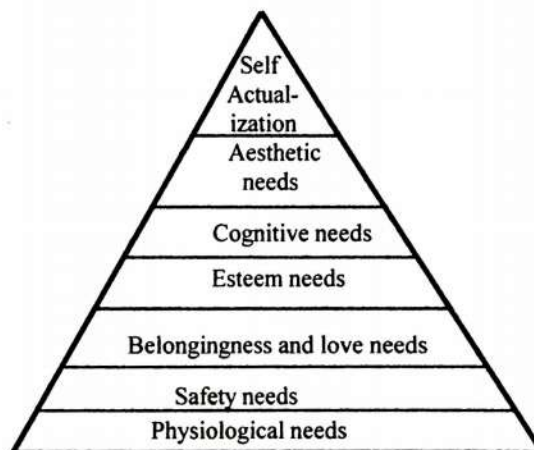 Self
Actual-
ization
Aesthetic
needs
Cognitive needs
Esteem needs
Belongingness and love needs
Safety needs
Physiological needs